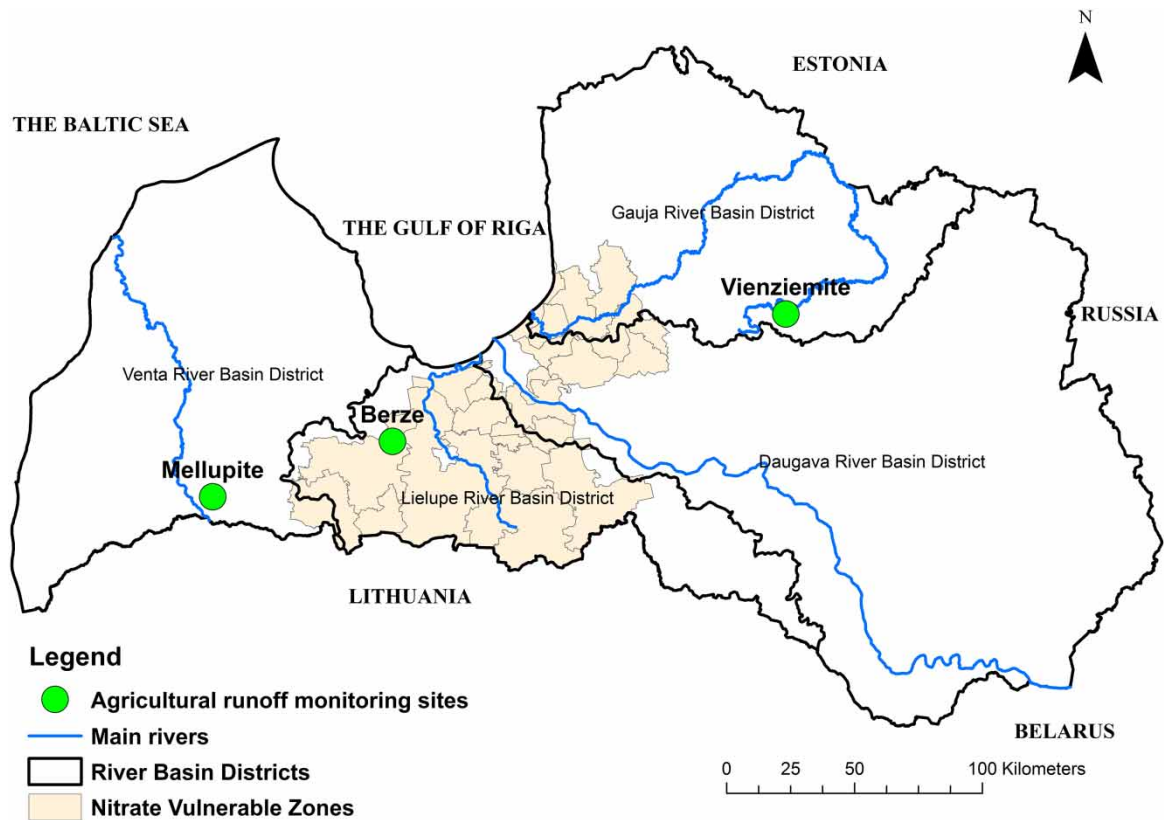 N
ESTONIA
THE BALTIC SEA
Gauja River Basin District
THE GULF OF RIGA
Vienziemite
RUSSIA
Venta River Basin District
Berze
Daugava River Basin District
Mellupite
Lielupe River Basin District
LITHUANIA
Legend
Agricultural runoff monitoring sites
Main rivers
BELARUS
River Basin Districts
0 25 50 100 Kilometers
Nitrate Vulnerable Zones